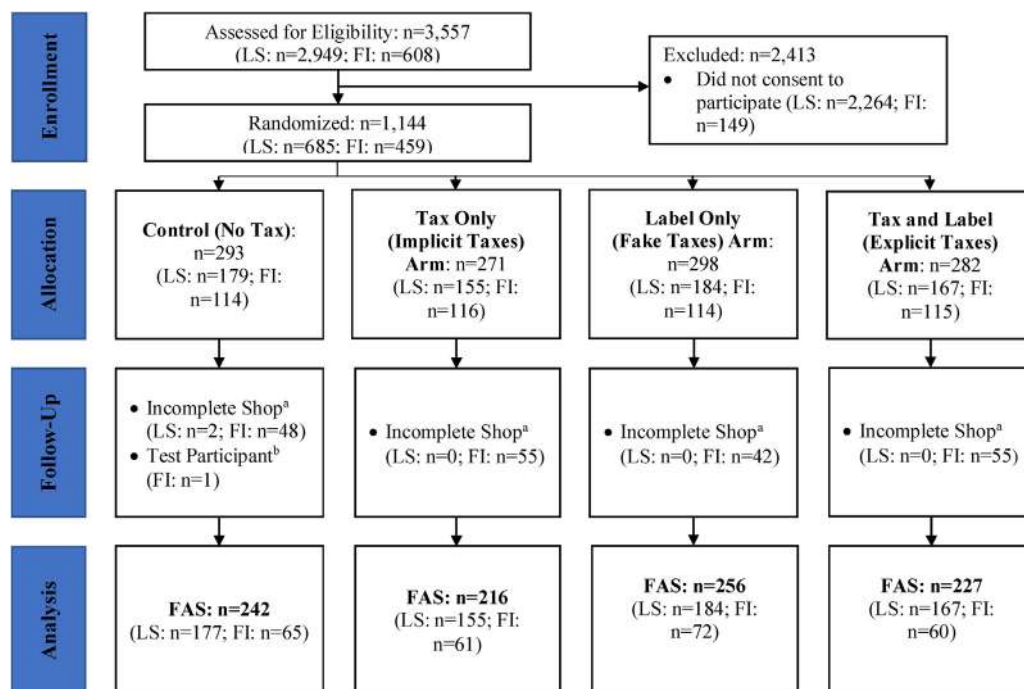 Enrollment
Assessed for Eligibility: n=3,557
(LS: n=2,949; FI: n=608)
Excluded: n=2,413
• Did not consent to
participate (LS: n=2,264; FI:
n=149)
Randomized: n=1,144
(LS: n=685; FI: n=459)
Allocation
Control (No Tax):
n=293
(LS: n=179; FI:
n=114)
Tax Only
(Implicit Taxes)
Arm: n=271
(LS: n=155; FI:
n=116)
Label Only
(Fake Taxes) Arm:
n=298
(LS: n=184; FI:
n=114)
Tax and Label
(Explicit Taxes)
Arm: n=282
(LS: n=167; FI:
n=115)
Follow-Up
• Incomplete Shopᵃ
(LS: n=2; FI: n=48)
• Test Participantᵇ
(FI: n=1)
• Incomplete Shopᵃ
(LS: n=0; FI: n=55)
• Incomplete Shopᵃ
(LS: n=0; FI: n=42)
• Incomplete Shopᵃ
(LS: n=0; FI: n=55)
Analysis
FAS: n=242
(LS: n=177; FI: n=65)
FAS: n=216
(LS: n=155; FI:
n=61)
FAS: n=256
(LS: n=184; FI:
n=72)
FAS: n=227
(LS: n=167; FI:
n=60)